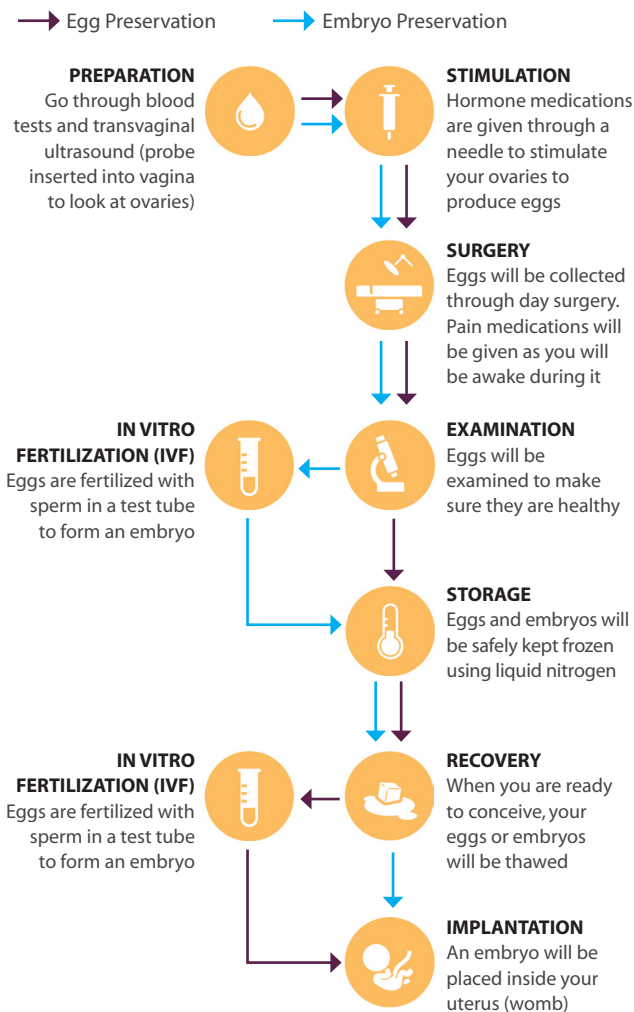 Egg Preservation
Embryo Preservation
PREPARATION
Go through blood
tests and transvaginal
ultrasound (probe
inserted into vagina
to look at ovaries)
STIMULATION
Hormone medications
are given through a
needle to stimulate
your ovaries to
produce eggs
SURGERY
Eggs will be collected
through day surgery.
Pain medications will
be given as you will
be awake during it
IN VITRO
FERTILIZATION (IVF)
Eggs are fertilized with
sperm in a test tube
to form an embryo
EXAMINATION
Eggs will be
examined to make
sure they are healthy
STORAGE
Eggs and embryos will
be safely kept frozen
using liquid nitrogen
IN VITRO
FERTILIZATION (IVF)
Eggs are fertilized with
sperm in a test tube
to form an embryo
RECOVERY
When you are ready
to conceive, your
eggs or embryos
will be thawed
IMPLANTATION
An embryo will be
placed inside your
uterus (womb)